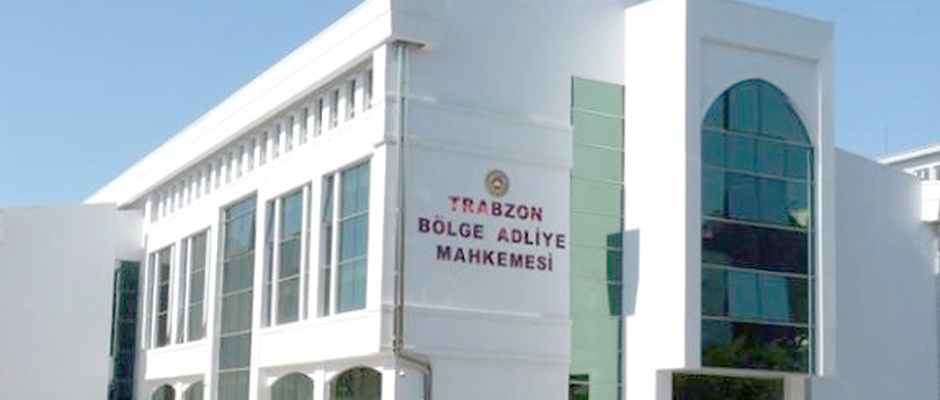 TRABZON
BÖLGE ADLİYE
MAHKEMESİ